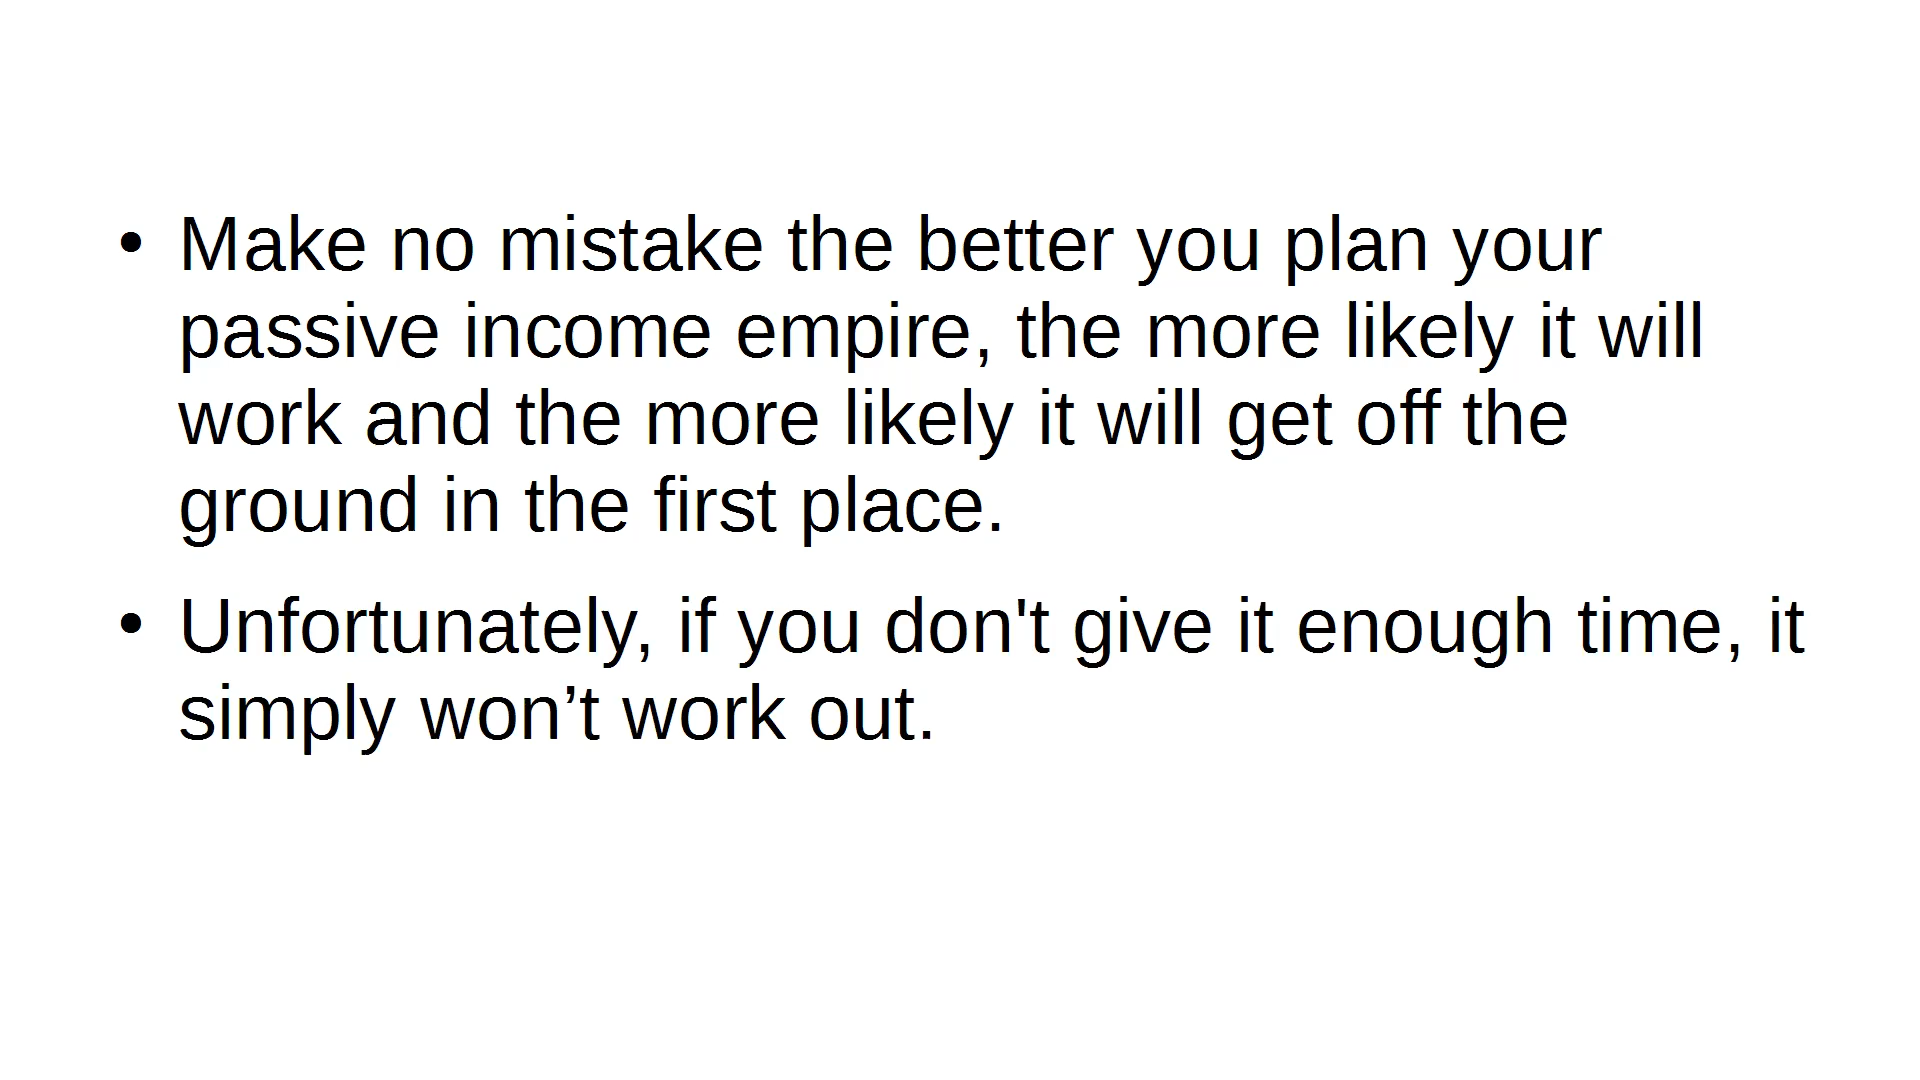 • Make no mistake the better you plan your
passive income empire, the more likely it will
work and the more likely it will get off the
ground in the first place.
• Unfortunately, if you don't give it enough time, it
simply won’t work out.